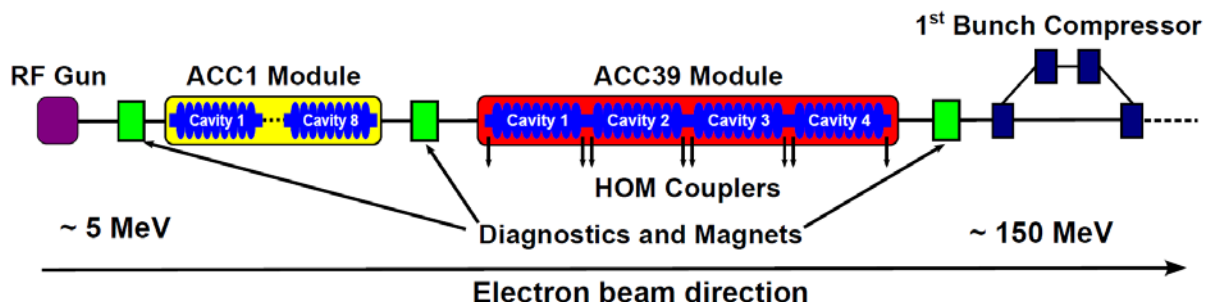 1st Bunch Compressor
RF Gun
ACC1 Module
ACC39 Module
Cavity 1
Cavity 8
Cavity 1
Cavity 2
Cavity 3
Cavity 4
HOM Couplers
~ 5 MeV
Diagnostics and Magnets
~ 150 MeV
Electron beam direction